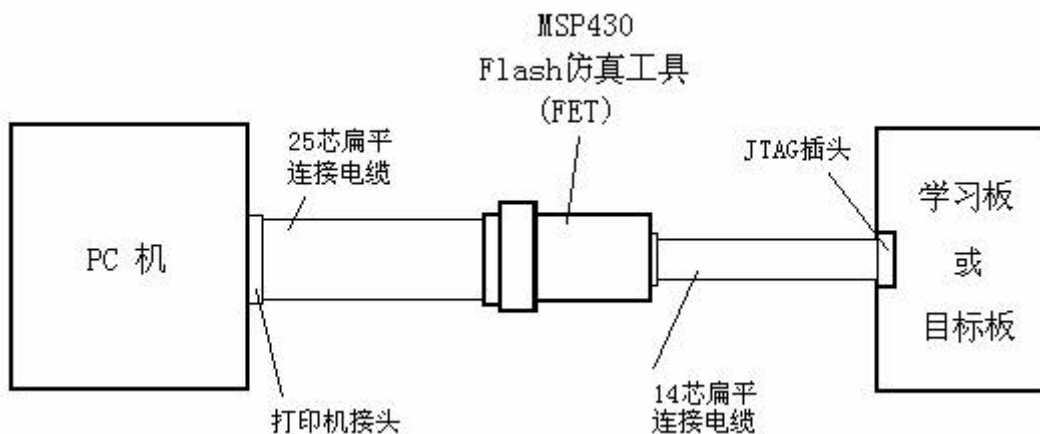 MSP430
Flash仿真工具
(FET)
25芯扁平
连接电缆
JTAG插头
PC 机
学习板
或
目标板
打印机接头
14芯扁平
连接电缆